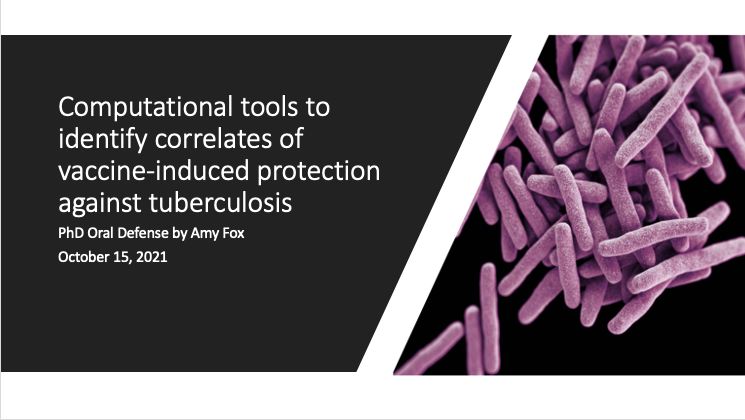 Computational tools to
identify correlates of
vaccine-induced protection
against tuberculosis
PhD Oral Defense by Amy Fox
October 15, 2021